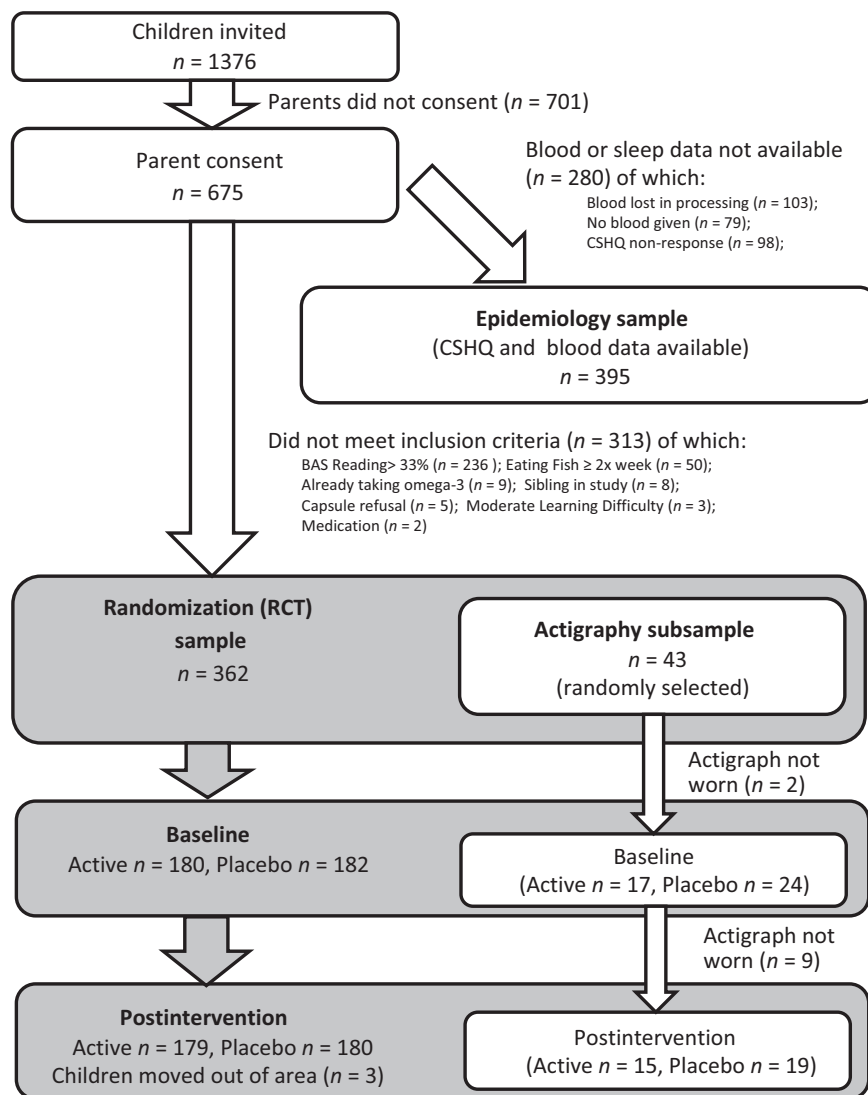 Children invited
n = 1376
Parents did not consent (n = 701)
Parent consent
n = 675
Blood or sleep data not available
(n = 280) of which:
Blood lost in processing (n = 103);
No blood given (n = 79);
CSHQ non-response (n = 98);
Epidemiology sample
(CSHQ and blood data available)
n = 395
Did not meet inclusion criteria (n = 313) of which:
BAS Reading> 33% (n = 236 ); Eating Fish ≥ 2x week (n = 50);
Already taking omega-3 (n = 9); Sibling in study (n = 8);
Capsule refusal (n = 5); Moderate Learning Difficulty (n = 3);
Medication (n = 2)
Randomization (RCT)
sample
n = 362
Actigraphy subsample
n = 43
(randomly selected)
Actigraph not
worn (n = 2)
Baseline
Active n = 180, Placebo n = 182
Baseline
(Active n = 17, Placebo n = 24)
Actigraph not
worn (n = 9)
Postintervention
Active n = 179, Placebo n = 180
Children moved out of area (n = 3)
Postintervention
(Active n = 15, Placebo n = 19)